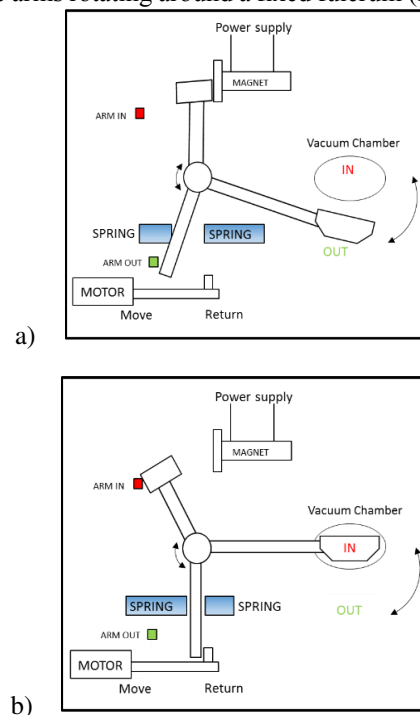 arms rotating around a fixed fulcrum
Power supply
MAGNET
ARM IN
Vacuum Chamber
IN
SPRING
SPRING
ARM OUT
OUT
MOTOR
Move
Return
a)
Power supply
MAGNET
ARM IN
Vacuum Chamber
IN
SPRING
SPRING
OUT
ARM OUT
MOTOR
Move
Return
b)